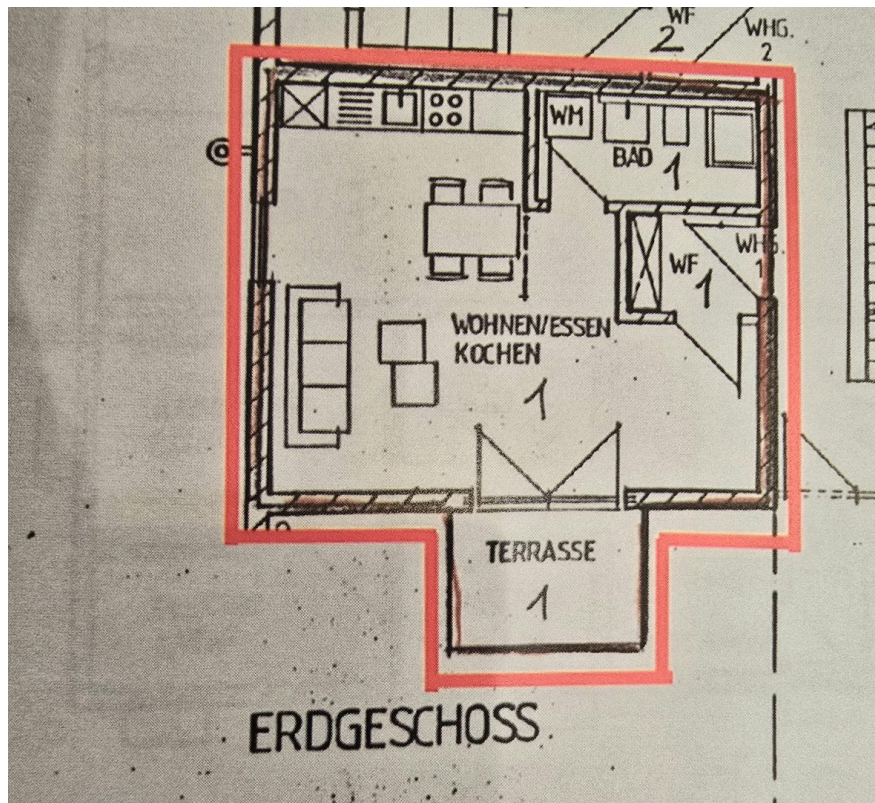 WF
2
WHG.
2
WM
BAD
1
WHG.
1
WF
1
WOHNEN/ESSEN
KOCHEN
1
TERRASSE
1
ERDGESCHOSS